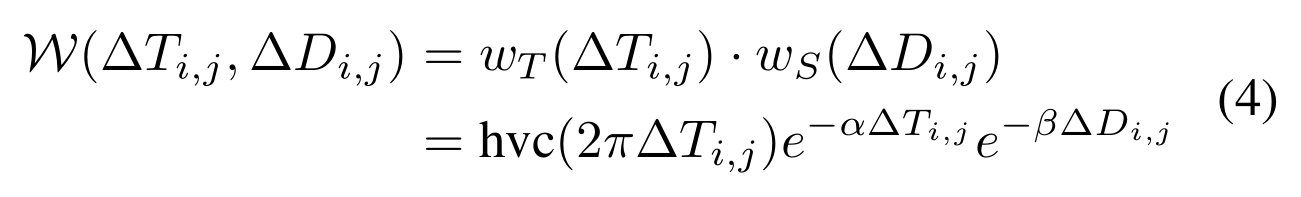 𝒲(ΔT_{i,j}, ΔD_{i,j}) = w_T(ΔT_{i,j}) · w_S(ΔD_{i,j})
= hvc(2πΔT_{i,j})e^{−αΔT_{i,j}}e^{−βΔD_{i,j}} (4)